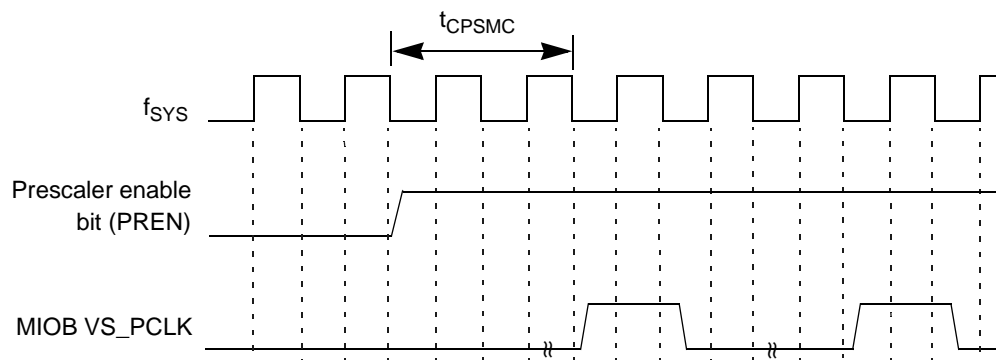 tCPSMC
fSYS
Prescaler enable
bit (PREN)
MIOB VS_PCLK